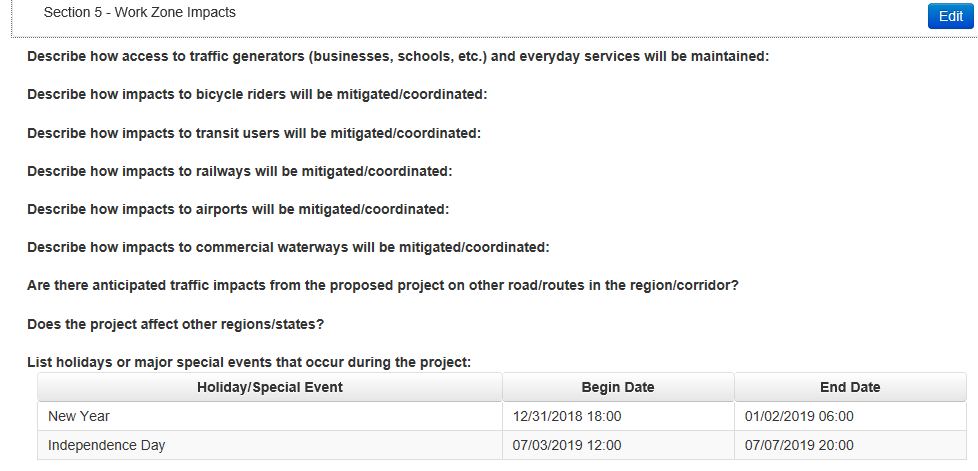 Section 5 - Work Zone Impacts
Edit
Describe how access to traffic generators (businesses, schools, etc.) and everyday services will be maintained:
Describe how impacts to bicycle riders will be mitigated/coordinated:
Describe how impacts to transit users will be mitigated/coordinated:
Describe how impacts to railways will be mitigated/coordinated:
Describe how impacts to airports will be mitigated/coordinated:
Describe how impacts to commercial waterways will be mitigated/coordinated:
Are there anticipated traffic impacts from the proposed project on other road/routes in the region/corridor?
Does the project affect other regions/states?
List holidays or major special events that occur during the project:
Holiday/Special Event Begin Date End Date
New Year 12/31/2018 18:00 01/02/2019 06:00
Independence Day 07/03/2019 12:00 07/07/2019 20:00